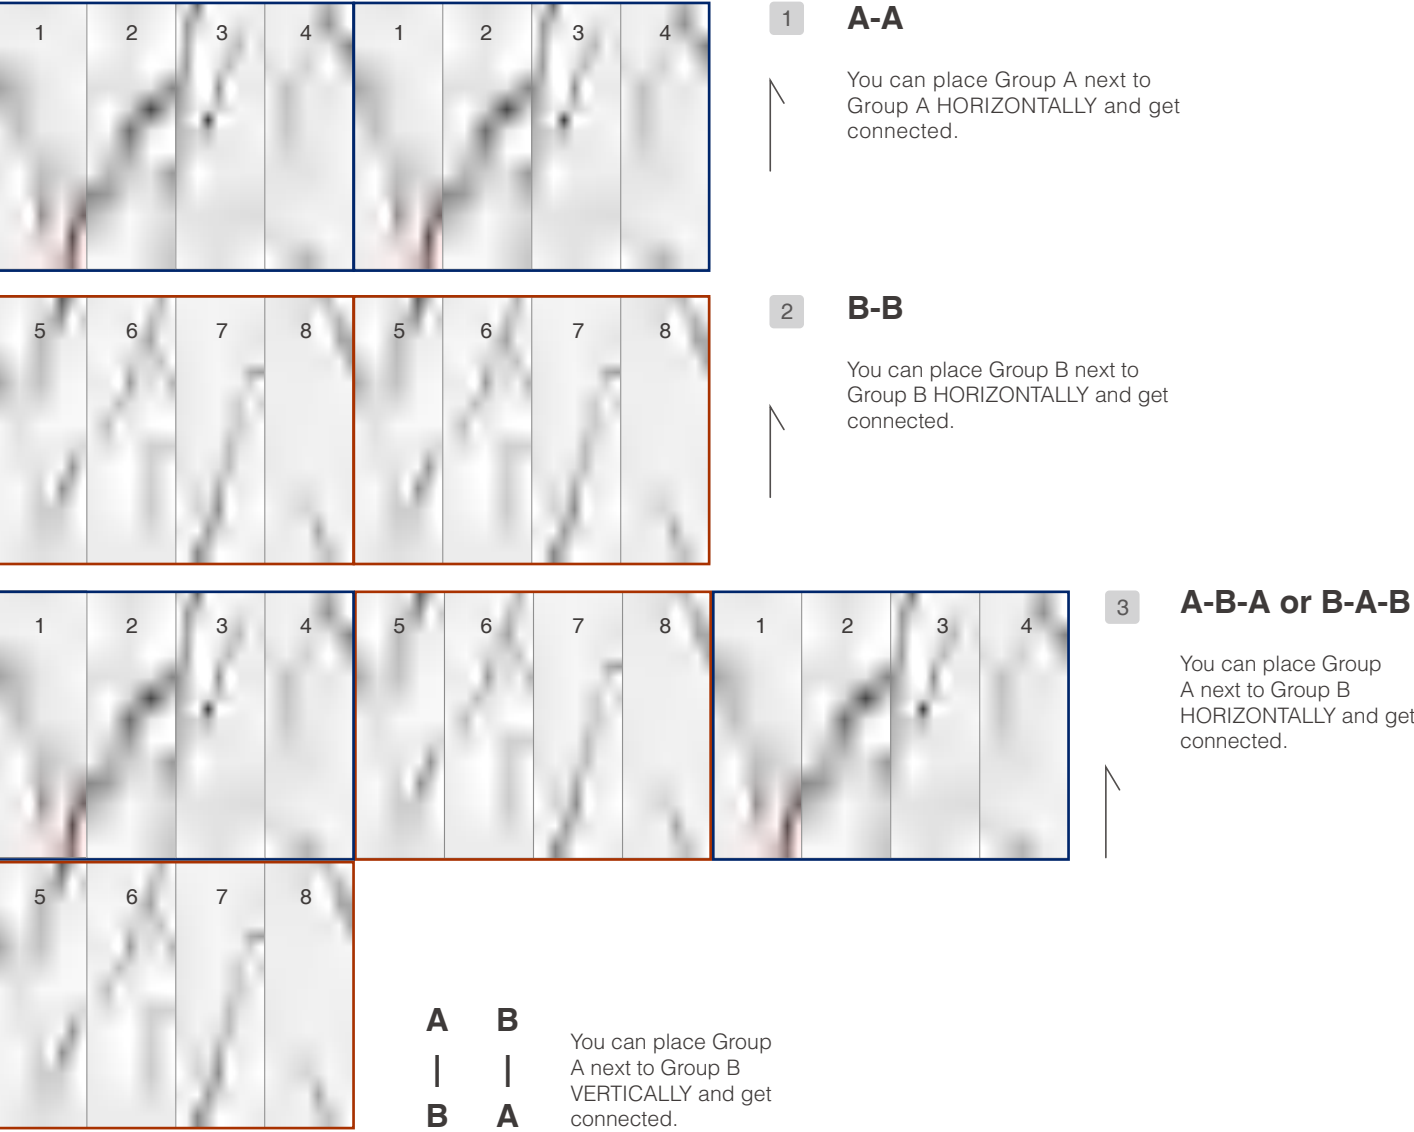 1 2 3 4 1 2 3 4
1 A-A
You can place Group A next to
Group A HORIZONTALLY and get
connected.
5 6 7 8 5 6 7 8
2 B-B
You can place Group B next to
Group B HORIZONTALLY and get
connected.
1 2 3 4 5 6 7 8 1 2 3 4
3 A-B-A or B-A-B
You can place Group
A next to Group B
HORIZONTALLY and get
connected.
5 6 7 8
A B
| |
B A
You can place Group
A next to Group B
VERTICALLY and get
connected.